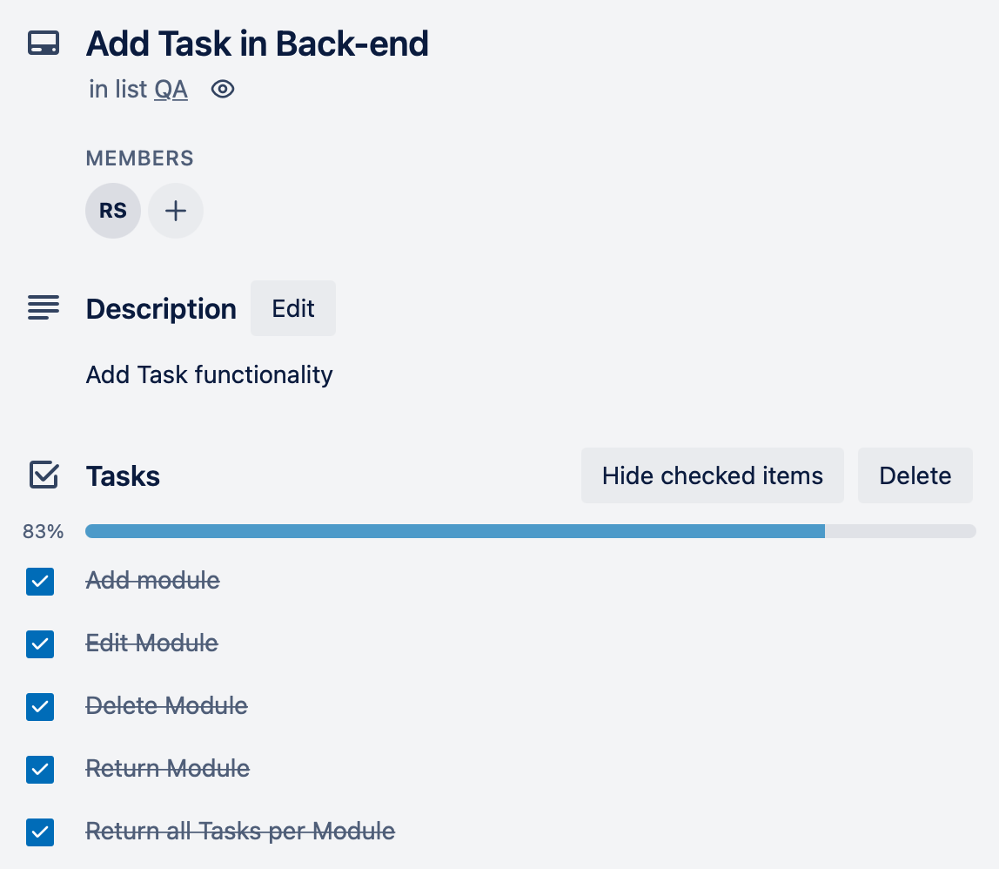 Add Task in Back-end
in list QA
MEMBERS
RS
Description Edit
Add Task functionality
Tasks Hide checked items Delete
83%
Add module
Edit Module
Delete Module
Return Module
Return all Tasks per Module